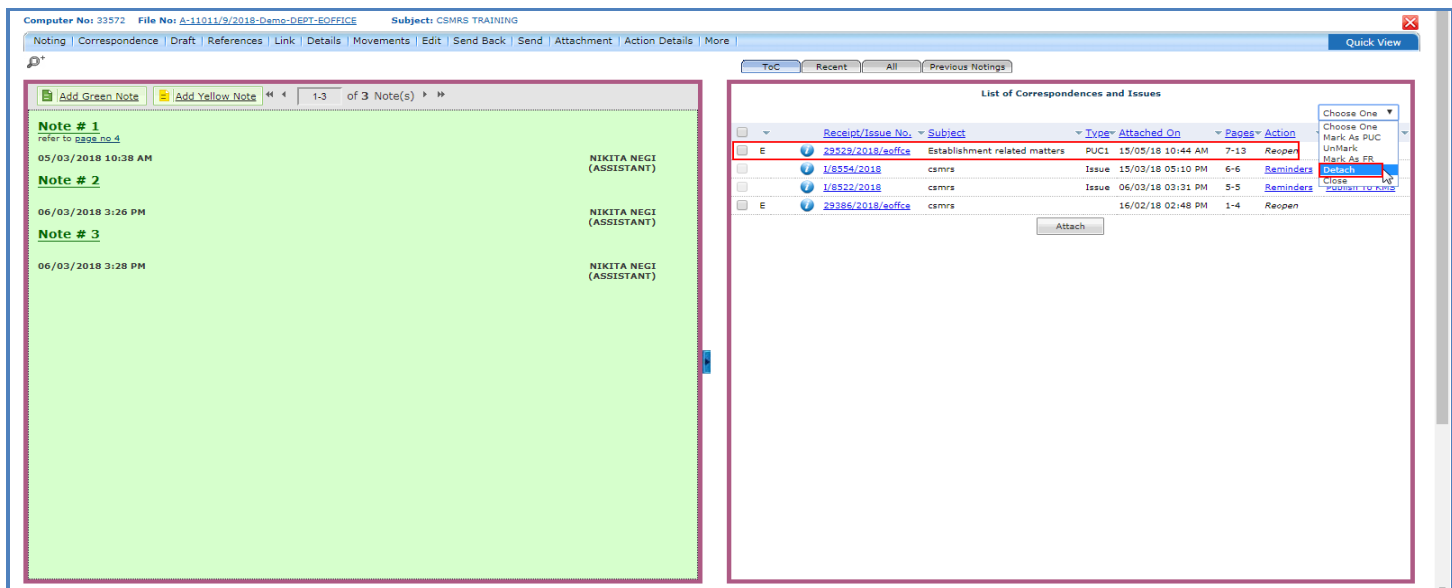 Computer No: 33572 File No: A-11011/9/2018-Demo-DEPT-EOFFICE Subject: CSMRS TRAINING
Noting | Correspondence | Draft | References | Link | Details | Movements | Edit | Send Back | Send | Attachment | Action Details | More |
Quick View
ToC Recent All Previous Notings
Add Green Note Add Yellow Note 1-3 of 3 Note(s)
Note # 1
refer to page no 4
05/03/2018 10:38 AM NIKITA NEGI
(ASSISTANT)
Note # 2
06/03/2018 3:26 PM NIKITA NEGI
(ASSISTANT)
Note # 3
06/03/2018 3:28 PM NIKITA NEGI
(ASSISTANT)
List of Correspondences and Issues
Choose One
Choose One
Mark As PUC
UnMark
Mark As FR
Detach
Close
Receipt/Issue No. Subject Type Attached On Pages Action
E 29529/2018/eoffce Establishment related matters PUC1 15/05/18 10:44 AM 7-13 Reopen
I/8554/2018 csmrs Issue 15/03/18 05:10 PM 6-6 Reminders
I/8522/2018 csmrs Issue 06/03/18 03:31 PM 5-5 Reminders Publish To KMS
E 29386/2018/eoffce csmrs 16/02/18 02:48 PM 1-4 Reopen
Attach